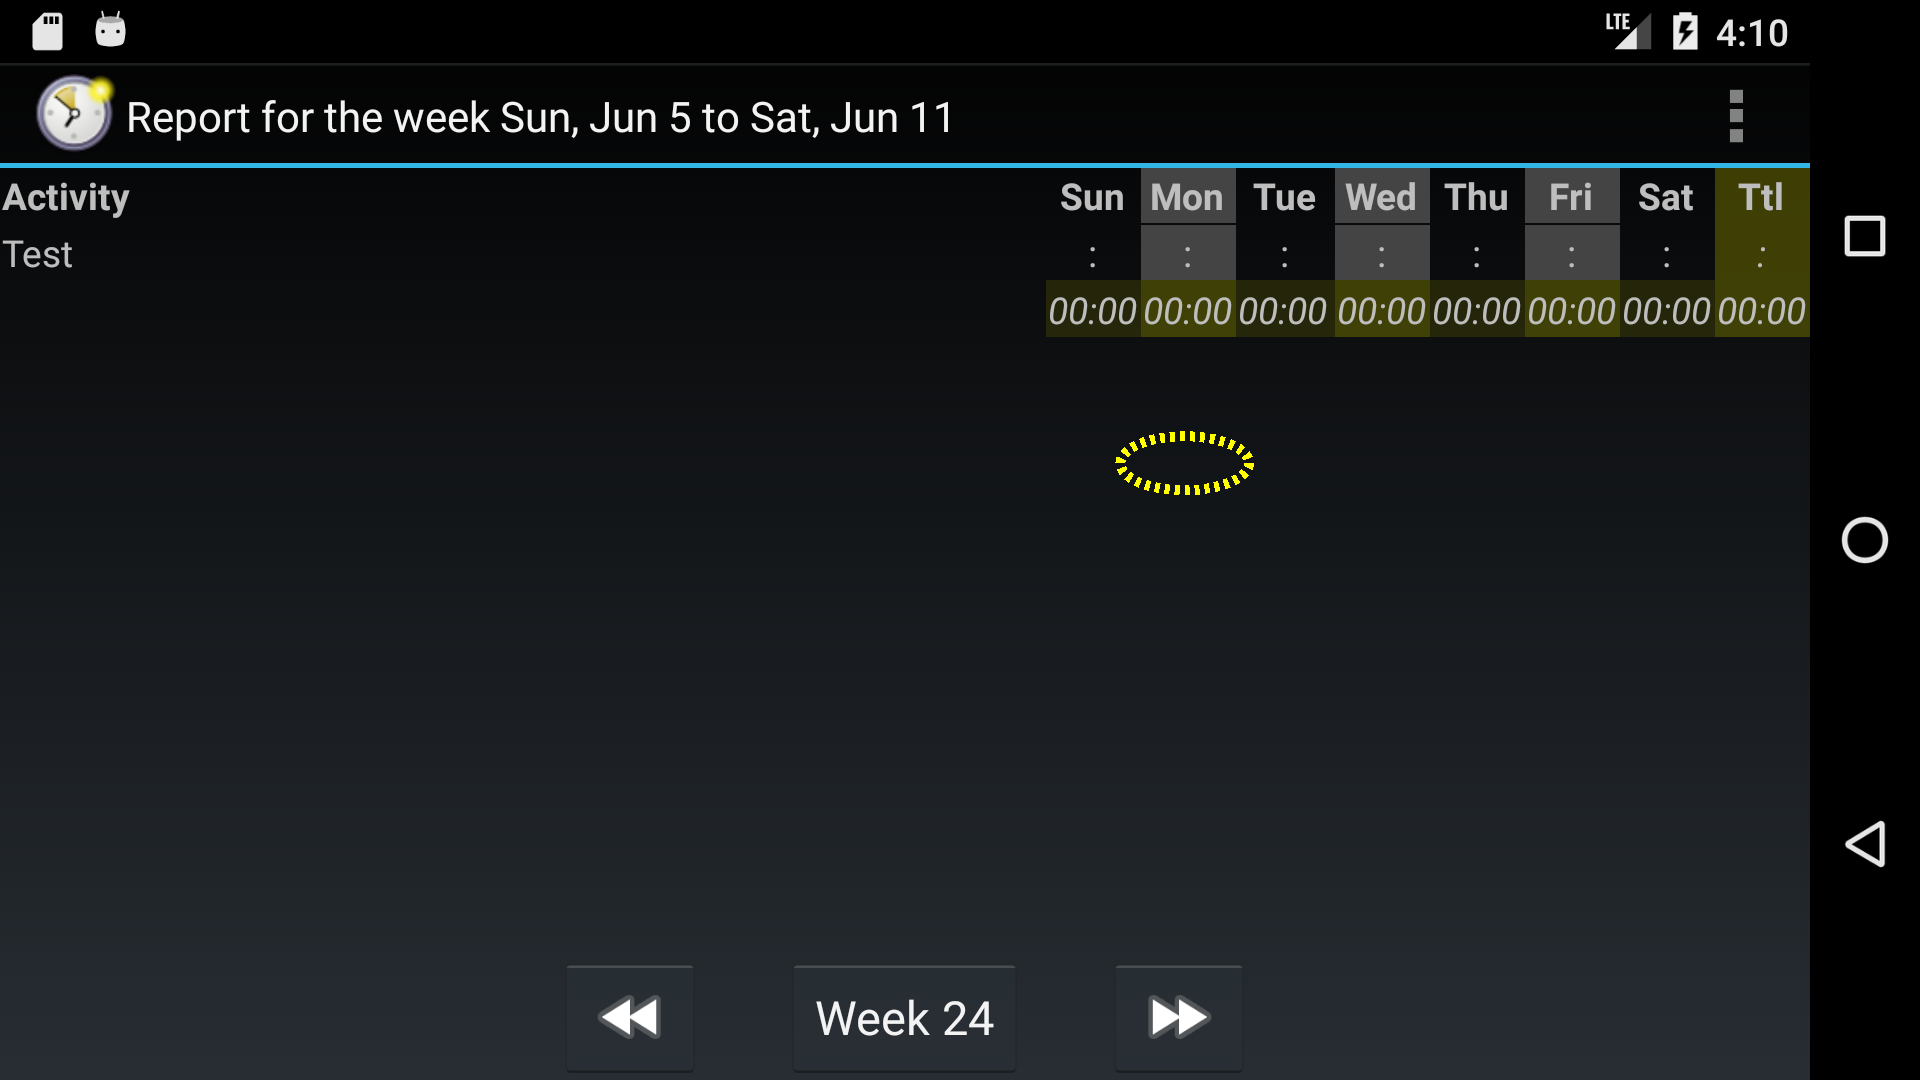 LTE 4:10
Report for the week Sun, Jun 5 to Sat, Jun 11
Activity Sun Mon Tue Wed Thu Fri Sat Ttl
Test : : : : : : : :
00:00 00:00 00:00 00:00 00:00 00:00 00:00 00:00
Week 24